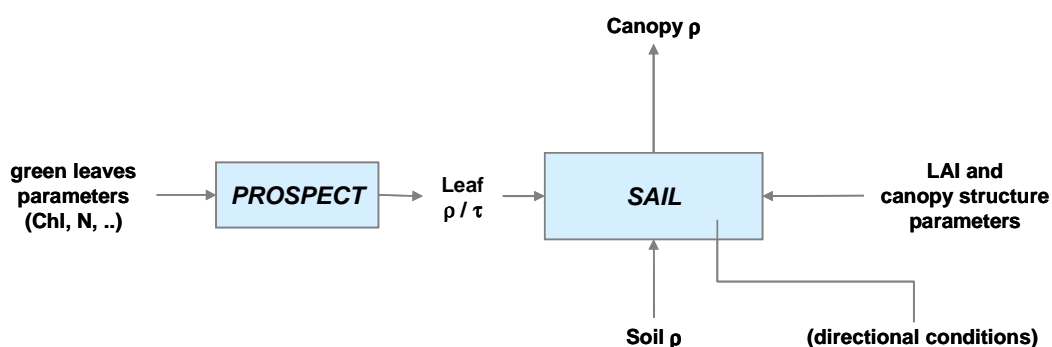 Canopy ρ
green leaves
parameters
(Chl, N, ..)
PROSPECT
Leaf
ρ / τ
SAIL
LAI and
canopy structure
parameters
Soil ρ
(directional conditions)